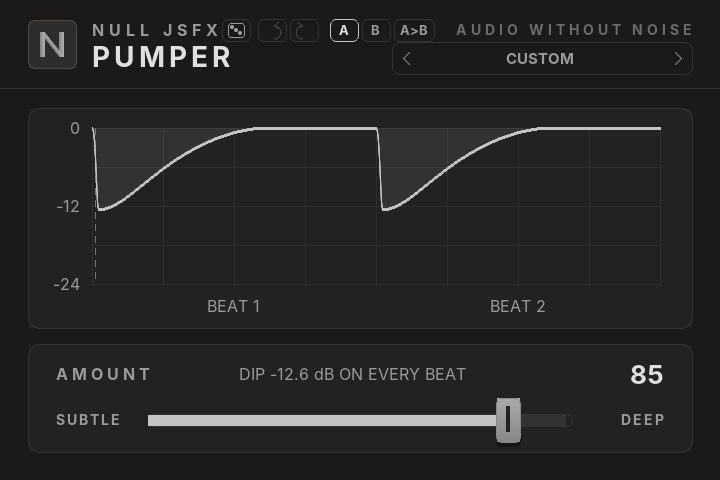 N
NULL JSFX
PUMPER
A
B
A>B
AUDIO WITHOUT NOISE
CUSTOM
0
-12
-24
BEAT 1
BEAT 2
AMOUNT
DIP -12.6 dB ON EVERY BEAT
85
SUBTLE
DEEP